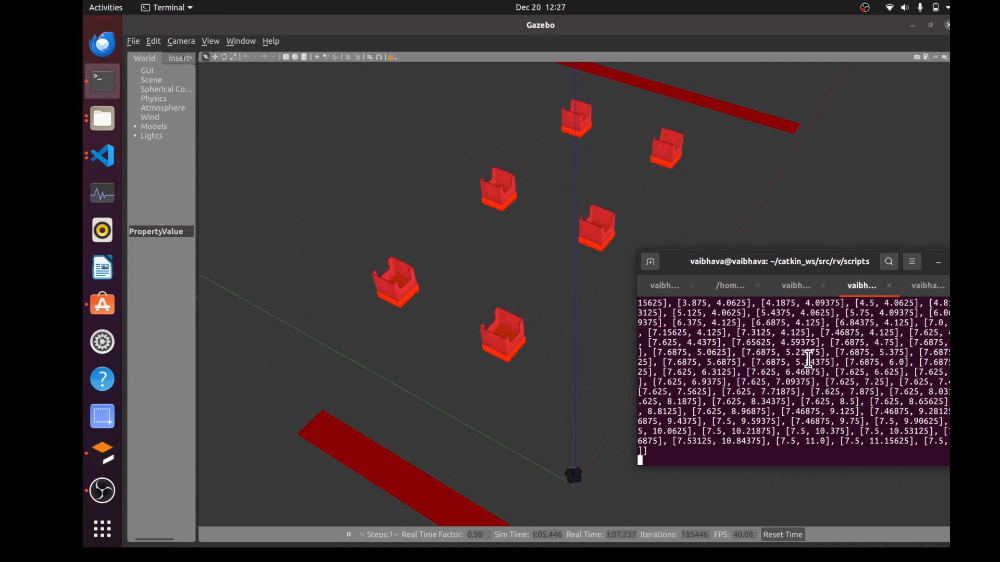 Activities
Terminal
Dec 20 12:27
Gazebo
File Edit Camera View Window Help
World Insert
GUI
Scene
Spherical Co...
Physics
Atmosphere
Wind
Models
Lights
PropertyValue
vaibhava@vaibhava: ~/catkin_ws/src/rv/scripts
vaibh... /hom... vaibh... vaibh... vaibha...
15625], [3.875, 4.0625], [4.1875, 4.09375], [4.5, 4.0625], [4.81
3125], [5.125, 4.0625], [5.4375, 4.0625], [5.75, 4.09375], [6.06
9375], [6.375, 4.125], [6.6875, 4.125], [6.84375, 4.125], [7.0,
, [7.15625, 4.125], [7.3125, 4.125], [7.46875, 4.125], [7.625,
, [7.625, 4.4375], [7.65625, 4.59375], [7.6875, 4.75], [7.6875,
], [7.6875, 5.0625], [7.6875, 5.21875], [7.6875, 5.375], [7.687
25], [7.6875, 5.6875], [7.6875, 5.84375], [7.6875, 6.0], [7.687
25], [7.625, 6.3125], [7.625, 6.46875], [7.625, 6.625], [7.625,
], [7.625, 6.9375], [7.625, 7.09375], [7.625, 7.25], [7.625, 7.4
[7.625, 7.5625], [7.625, 7.71875], [7.625, 7.875], [7.625, 8.03
.625, 8.1875], [7.625, 8.34375], [7.625, 8.5], [7.625, 8.65625]
, 8.8125], [7.625, 8.96875], [7.46875, 9.125], [7.46875, 9.2812
6875, 9.4375], [7.5, 9.59375], [7.46875, 9.75], [7.5, 9.90625],
5, 10.0625], [7.5, 10.21875], [7.5, 10.375], [7.5, 10.53125], [
6875], [7.53125, 10.84375], [7.5, 11.0], [7.5, 11.15625], [7.5,
]]
Steps: 1 Real Time Factor: 0.98 Sim Time: 3:05.446 Real Time: 3:07.237 Iterations: 185446 FPS: 40.08 Reset Time